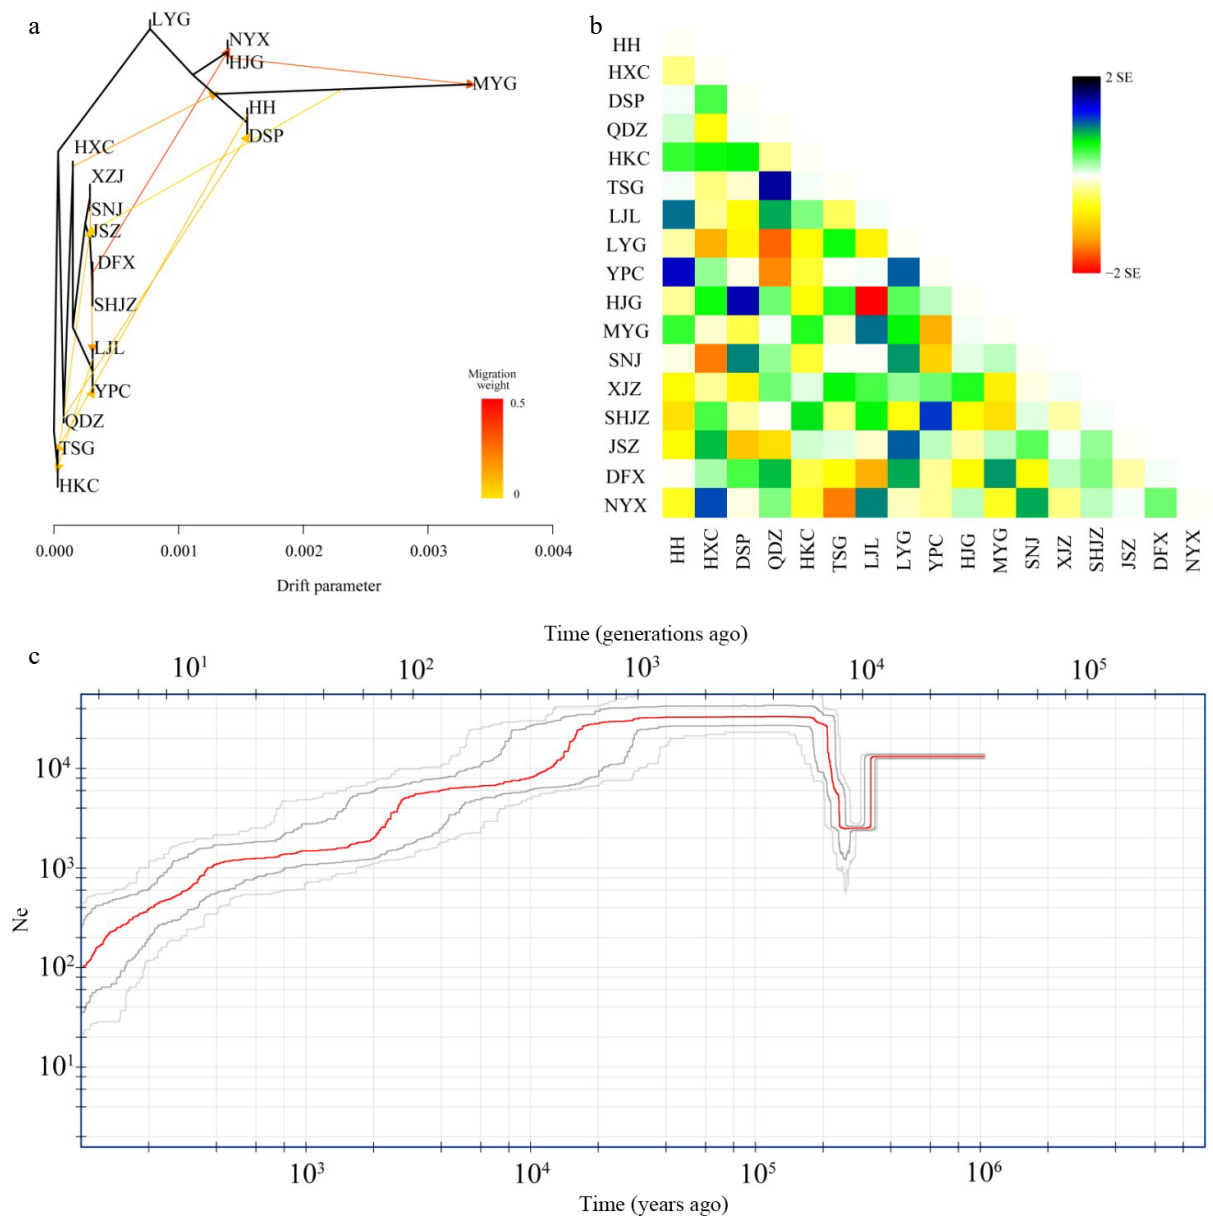 a
LYG
NYX
HJG
MYG
HH
DSP
HXC
XZJ
SNJ
JSZ
DFX
SHJZ
LJL
YPC
QDZ
TSG
HKC
Migration
weight
0.5
0
0.000 0.001 0.002 0.003 0.004
Drift parameter
b
HH
HXC
DSP
QDZ
HKC
TSG
LJL
LYG
YPC
HJG
MYG
SNJ
XJZ
SHJZ
JSZ
DFX
NYX
2 SE
−2 SE
HH HXC DSP QDZ HKC TSG LJL LYG YPC HJG MYG SNJ XJZ SHJZ JSZ DFX NYX
c
Time (generations ago)
10¹ 10² 10³ 10⁴ 10⁵
Ne
10⁴
10³
10²
10¹
10³ 10⁴ 10⁵ 10⁶
Time (years ago)